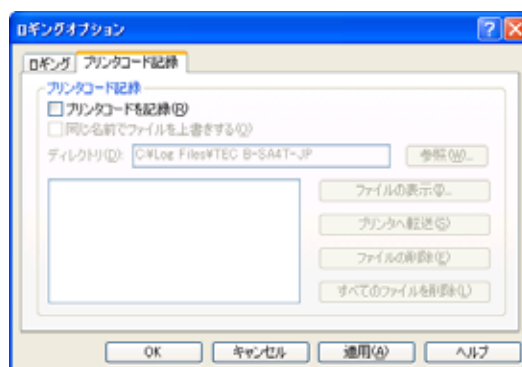 ロギングオプション
ロギング プリンタコード記録
プリンタコード記録
プリンタコードを記録(R)
同じ名前でファイルを上書きする(O)
ディレクトリ(D): C:¥Log Files¥TEC B-SA4T-JP 参照(W)...
ファイルの表示(I)...
プリンタへ転送(S)
ファイルの削除(E)
すべてのファイルを削除(L)
OK キャンセル 適用(A) ヘルプ